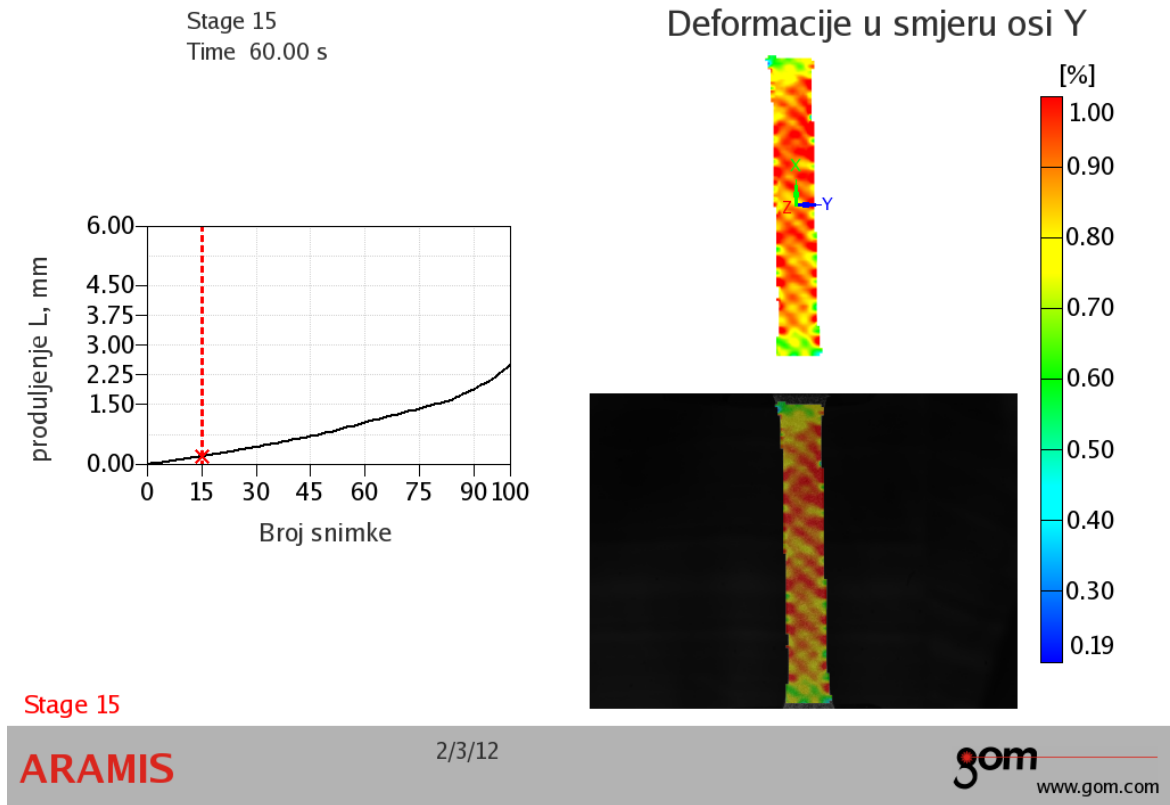 Stage 15
Time 60.00 s
Deformacije u smjeru osi Y
[%]
1.00
0.90
0.80
0.70
0.60
0.50
0.40
0.30
0.19
X
Z
Y
produljenje L, mm
6.00
4.50
3.75
3.00
2.25
1.50
0.00
0 15 30 45 60 75 90 100
Broj snimke
Stage 15
ARAMIS
2/3/12
gom
www.gom.com